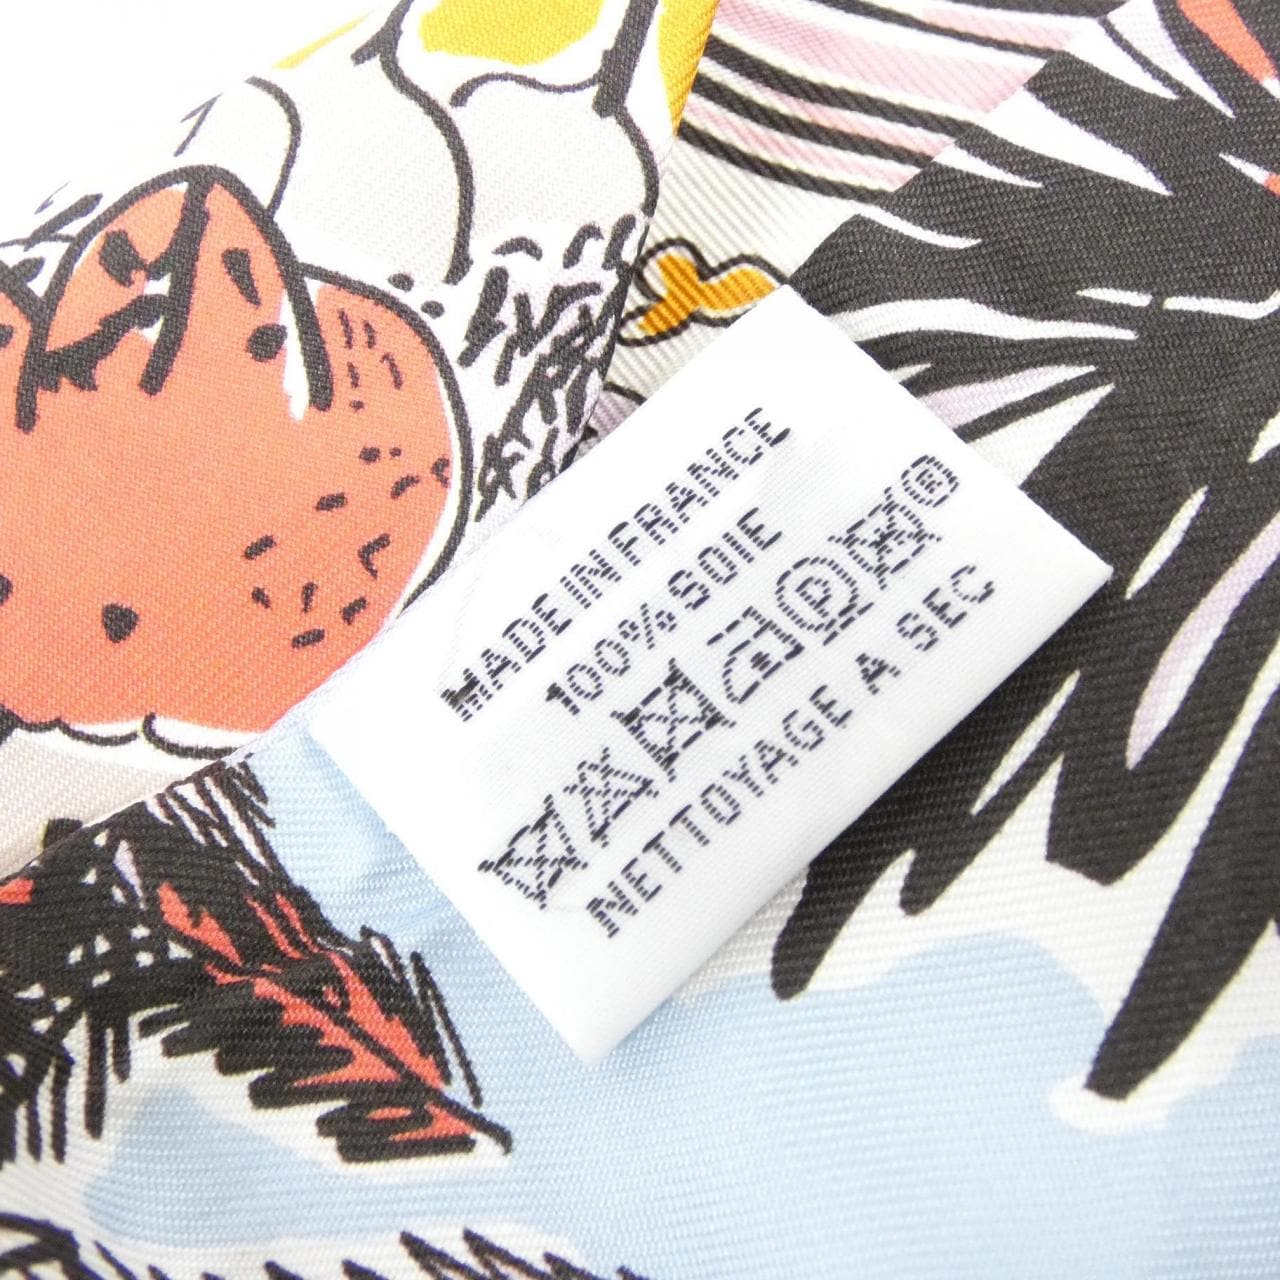 MADE IN FRANCE
100% SOIE
P ®
NETTOYAGE A SEC